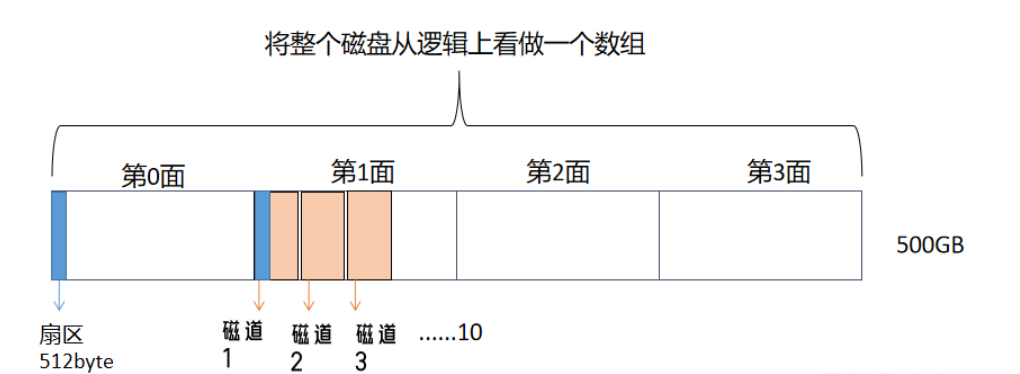 将整个磁盘从逻辑上看做一个数组
第0面
第1面
第2面
第3面
500GB
扇区
512byte
磁道
1
磁道
2
磁道
3
......10